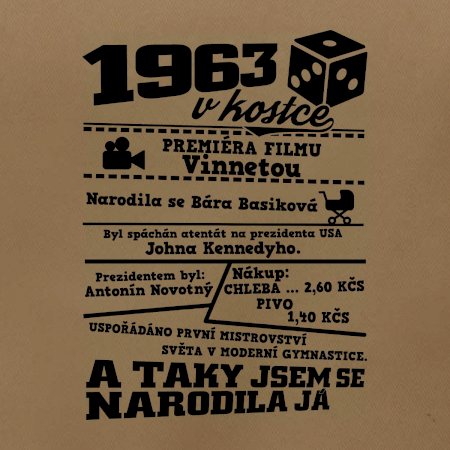 1963
v kostce
PREMIÉRA FILMU
Vinnetou
Narodila se Bára Basiková
Byl spáchán atentát na prezidenta USA
Johna Kennedyho.
Prezidentem byl:
Antonín Novotný
Nákup:
CHLEBA ... 2,60 KČS
PIVO
1,40 KČS
USPOŘÁDÁNO PRVNÍ MISTROVSTVÍ
SVĚTA V MODERNÍ GYMNASTICE.
A TAKY JSEM SE
NARODILA JÁ